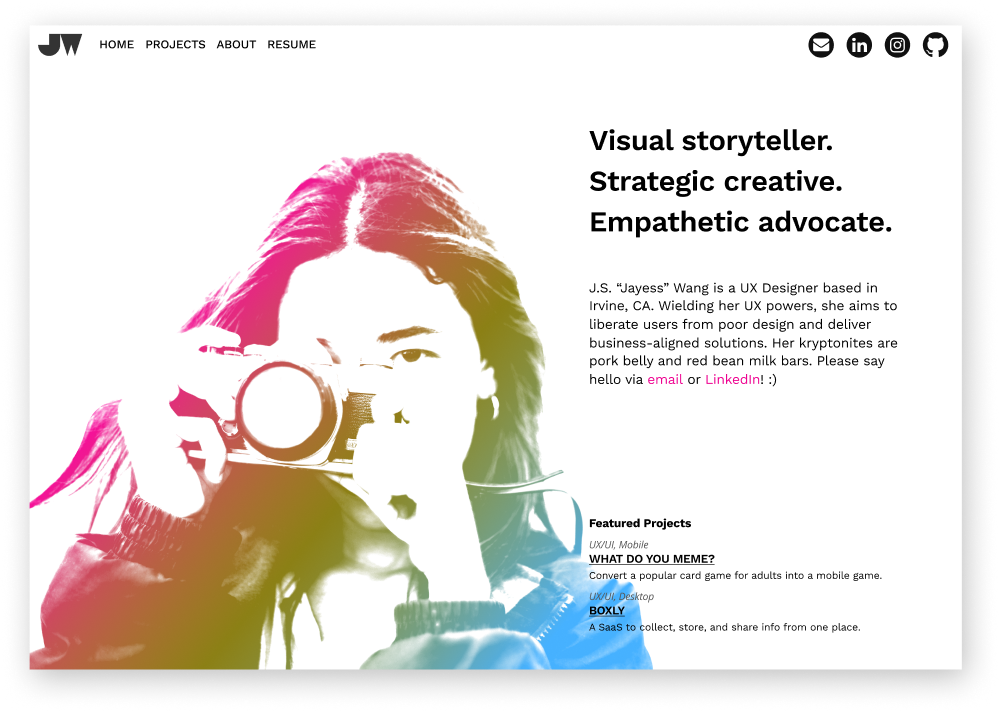 JW
HOME PROJECTS ABOUT RESUME
in
Visual storyteller.
Strategic creative.
Empathetic advocate.
J.S. “Jayess” Wang is a UX Designer based in
Irvine, CA. Wielding her UX powers, she aims to
liberate users from poor design and deliver
business-aligned solutions. Her kryptonites are
pork belly and red bean milk bars. Please say
hello via email or LinkedIn! :)
Featured Projects
UX/UI, Mobile
WHAT DO YOU MEME?
Convert a popular card game for adults into a mobile game.
UX/UI, Desktop
BOXLY
A SaaS to collect, store, and share info from one place.